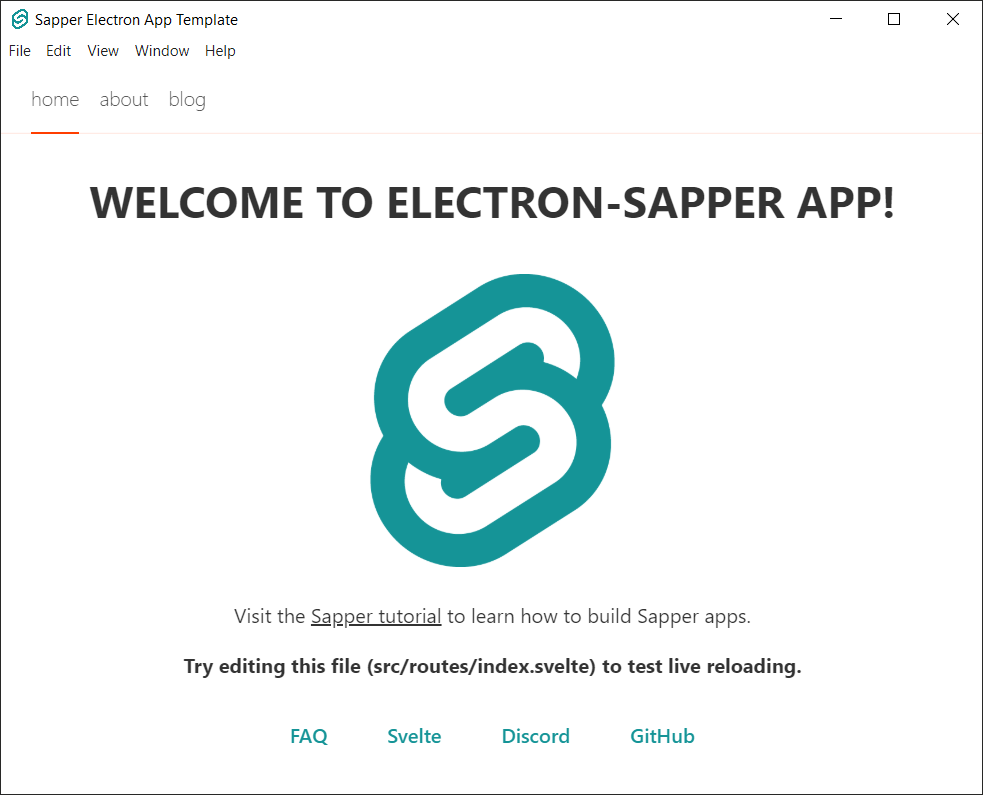 Sapper Electron App Template
File Edit View Window Help
home about blog
WELCOME TO ELECTRON-SAPPER APP!
Visit the Sapper tutorial to learn how to build Sapper apps.
Try editing this file (src/routes/index.svelte) to test live reloading.
FAQ Svelte Discord GitHub